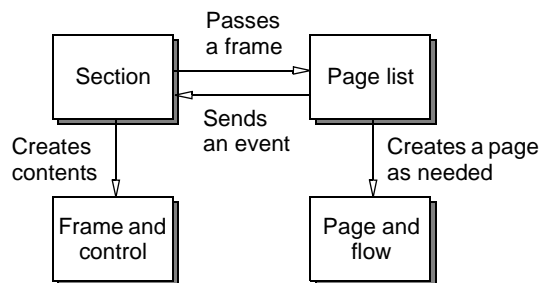 Passes
a frame
Section
Page list
Sends
an event
Creates
contents
Creates a page
as needed
Frame and
control
Page and
flow